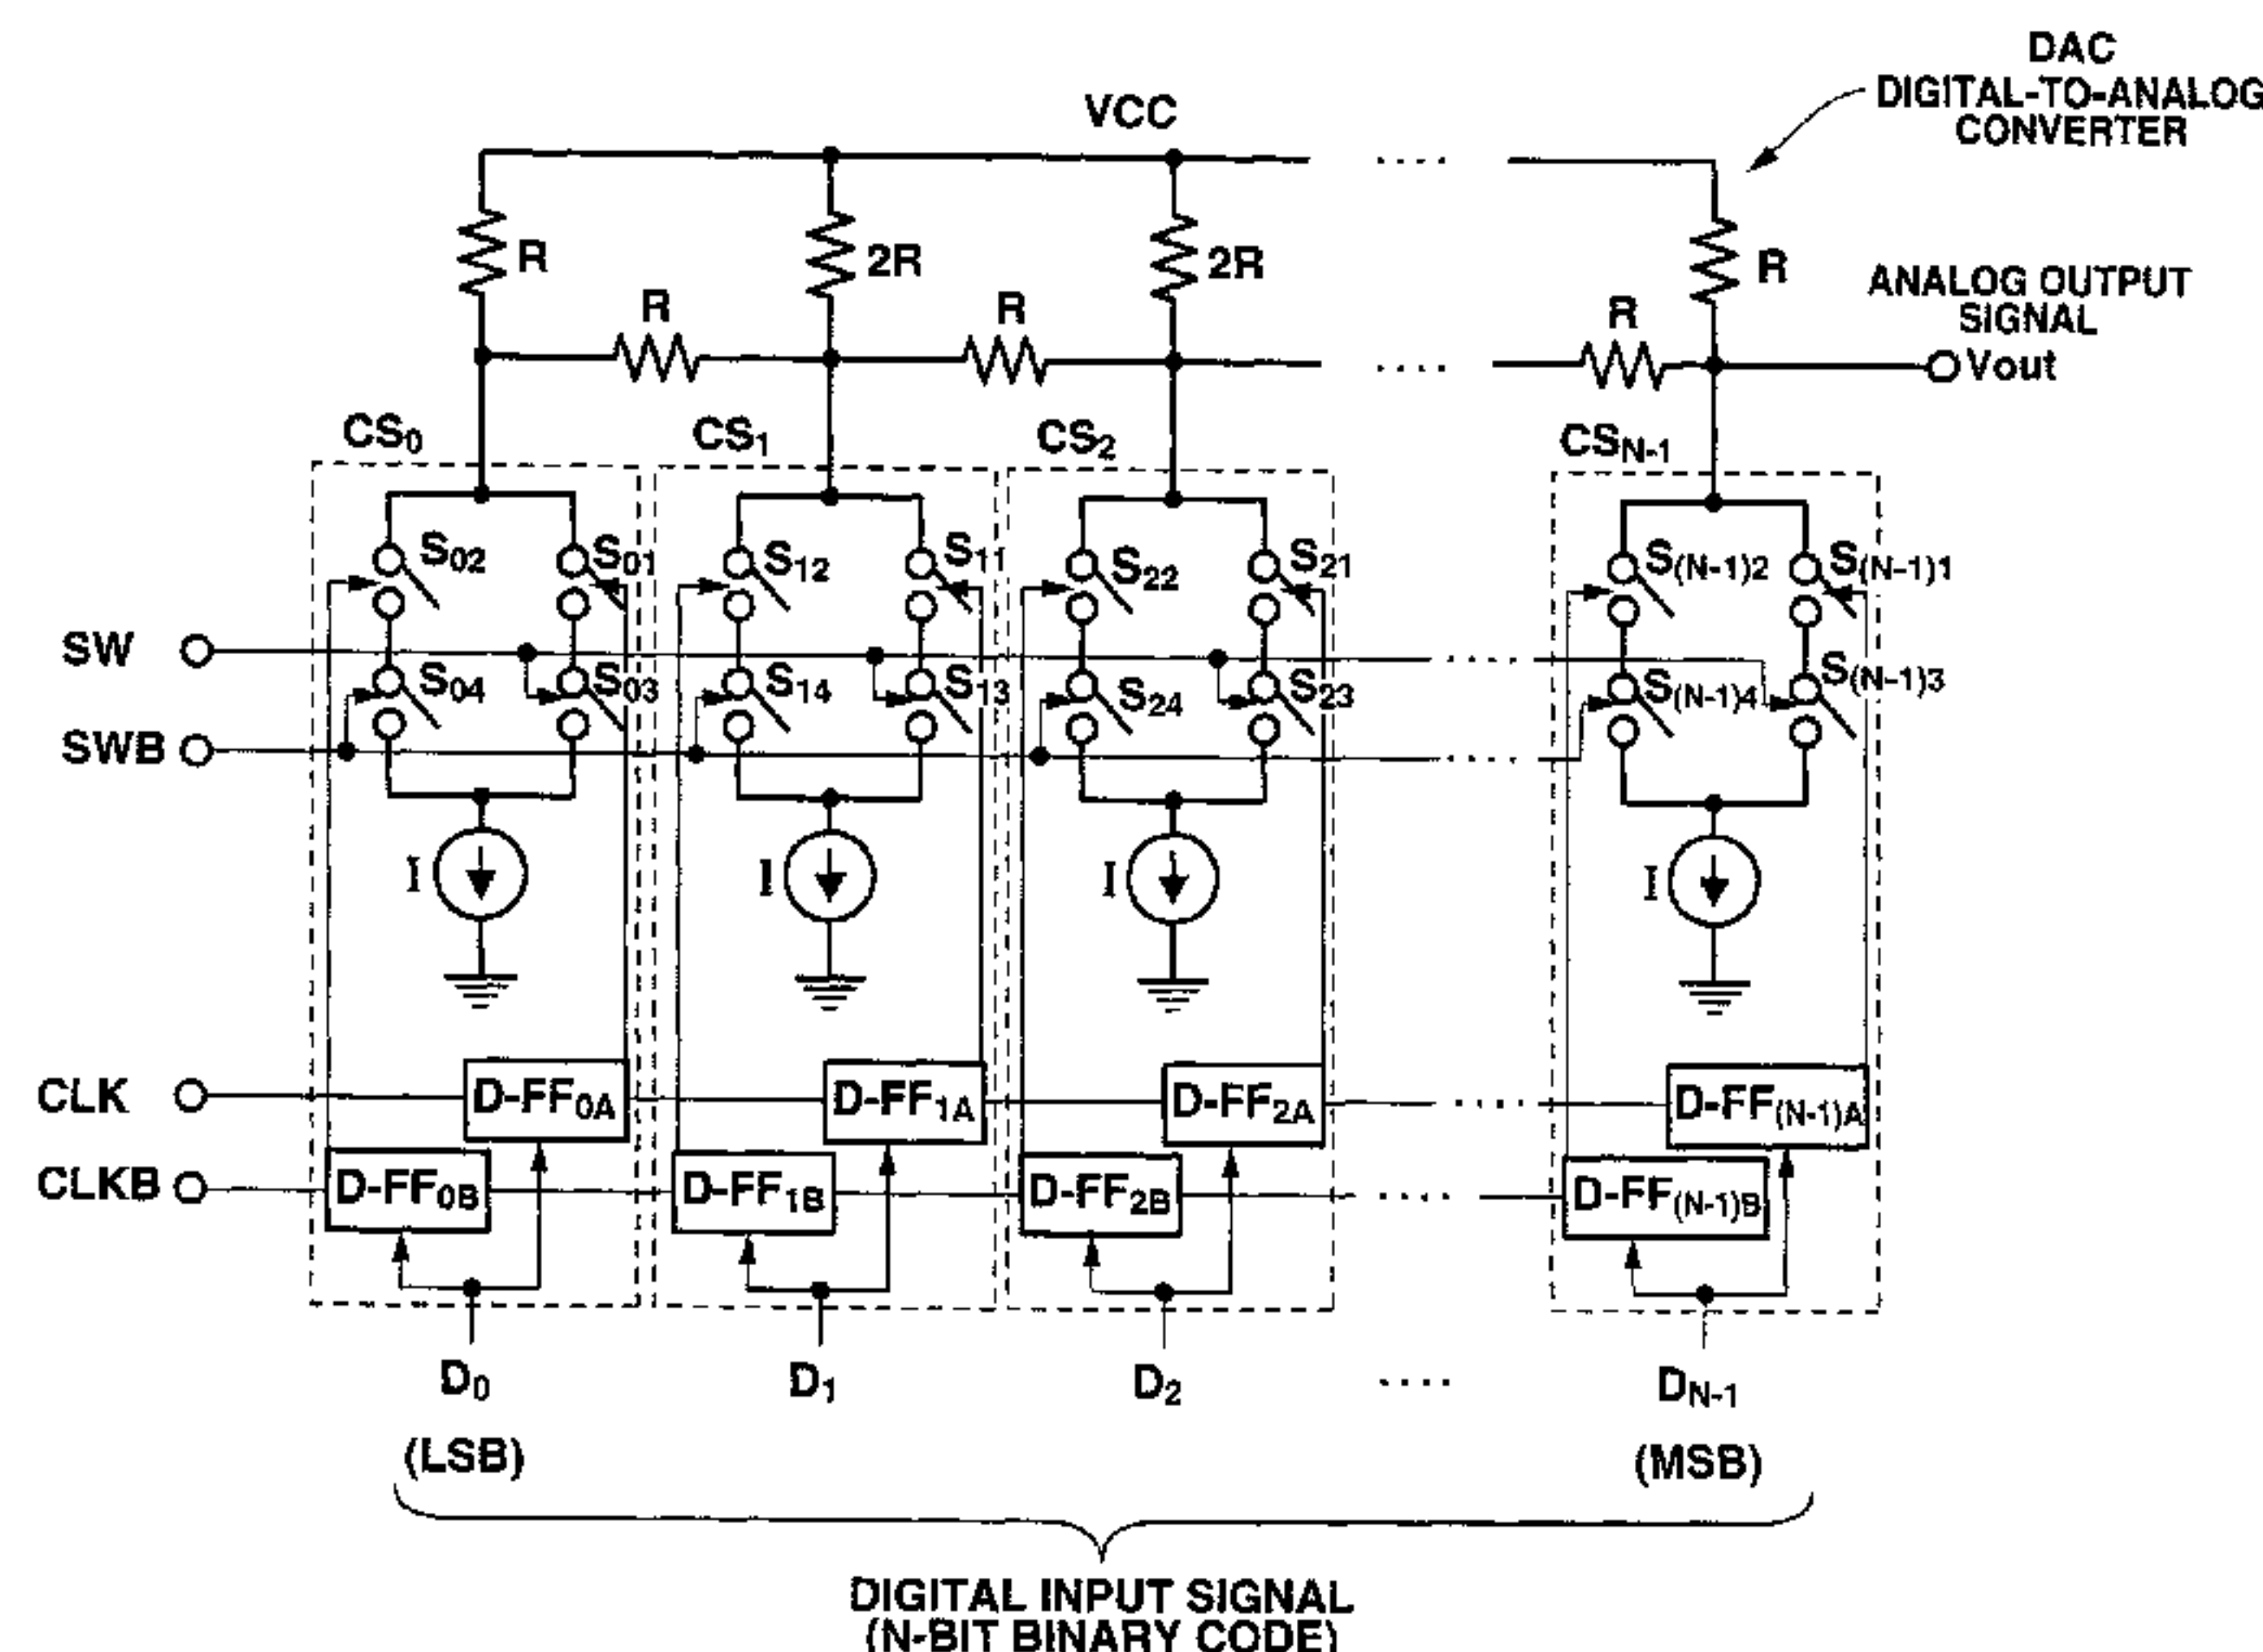 DAC
DIGITAL-TO-ANALOG
CONVERTER
VCC
R
2R
2R
R
ANALOG OUTPUT
SIGNAL
R
R
R
Vout
CS0
CS1
CS2
CSN-1
S02
S01
S12
S11
S22
S21
S(N-1)2
S(N-1)1
SW
S04
S03
S14
S13
S24
S23
S(N-1)4
S(N-1)3
SWB
I
I
I
I
CLK
D-FF0A
D-FF1A
D-FF2A
D-FF(N-1)A
CLKB
D-FF0B
D-FF1B
D-FF2B
D-FF(N-1)B
D0
D1
D2
....
DN-1
(LSB)
(MSB)
DIGITAL INPUT SIGNAL
(N-BIT BINARY CODE)